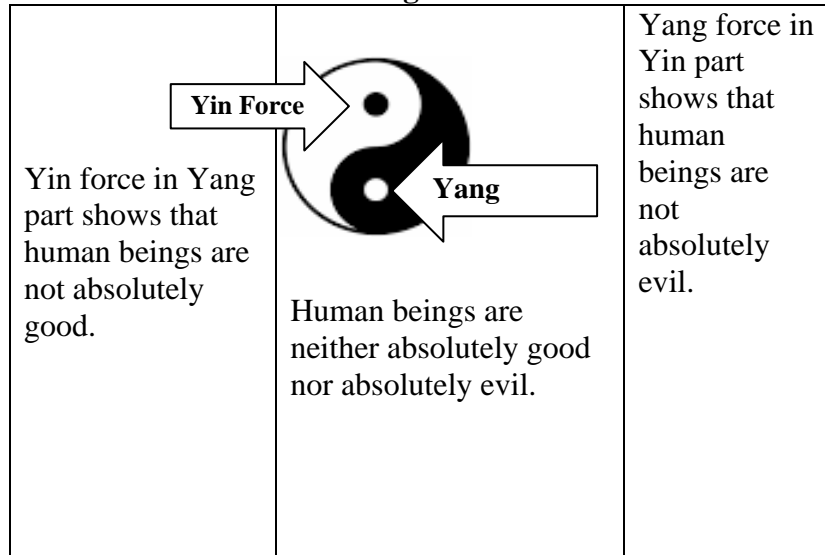 Yin force in Yang
part shows that
human beings are
not absolutely
good.
Yin Force
Yang
Human beings are
neither absolutely good
nor absolutely evil.
Yang force in
Yin part
shows that
human
beings are
not
absolutely
evil.